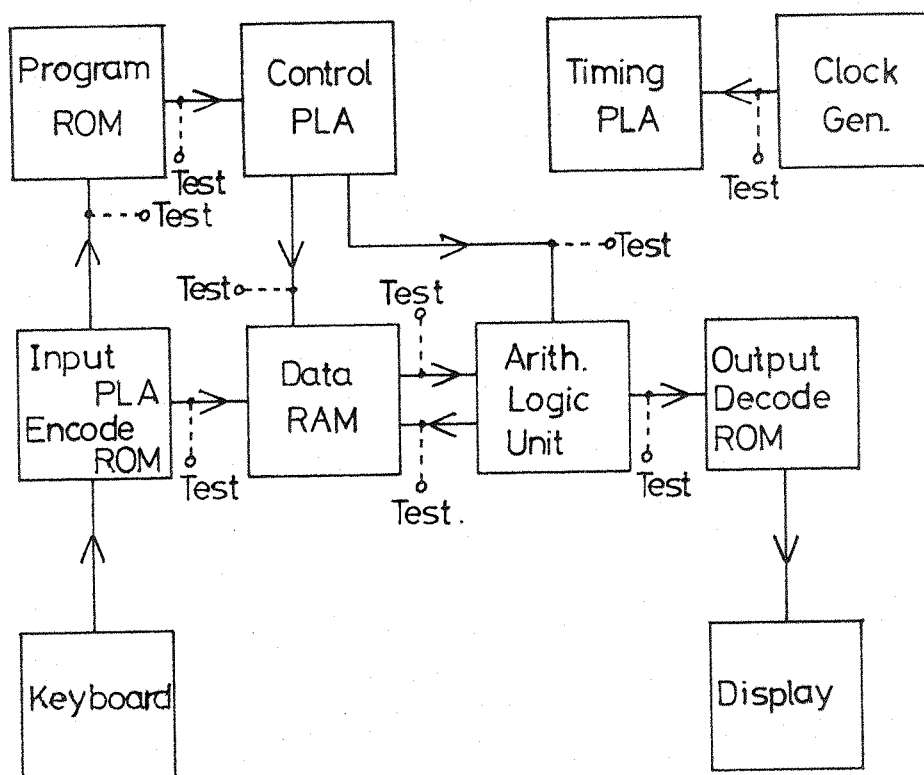 Program
ROM
Control
PLA
Timing
PLA
Clock
Gen.
Test
Test
Test
Test
Test
Test
Input
PLA
Encode
ROM
Data
RAM
Arith.
Logic
Unit
Output
Decode
ROM
Test
Test.
Test
Keyboard
Display